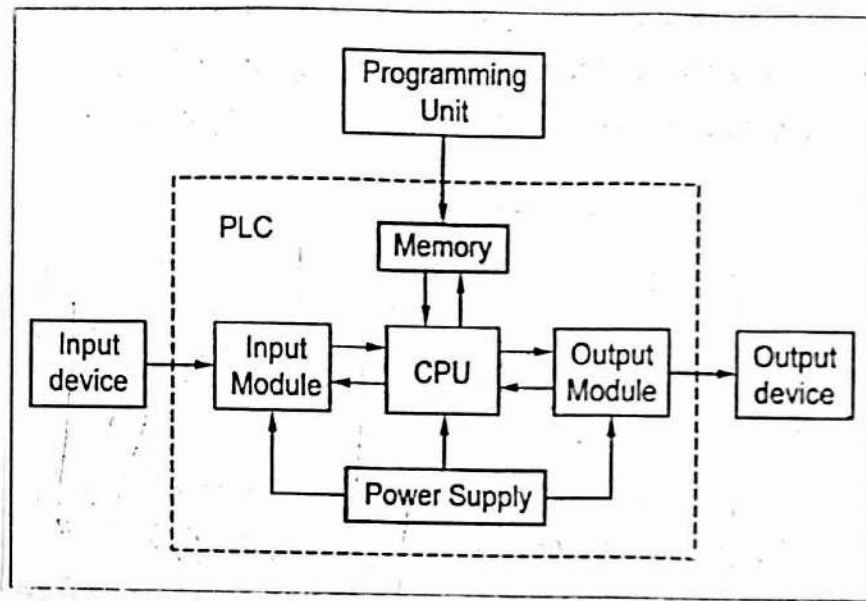 Programming
Unit
PLC
Memory
Input
device
Input
Module
CPU
Output
Module
Output
device
Power Supply